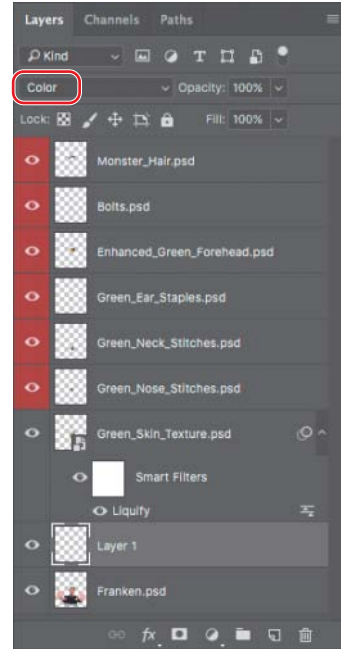 Layers Channels Paths
Kind
Color Opacity: 100%
Lock: Fill: 100%
Monster_Hair.psd
Bolts.psd
Enhanced_Green_Forehead.psd
Green_Ear_Staples.psd
Green_Neck_Stitches.psd
Green_Nose_Stitches.psd
Green_Skin_Texture.psd
Smart Filters
Liquify
Layer 1
Franken.psd
fx